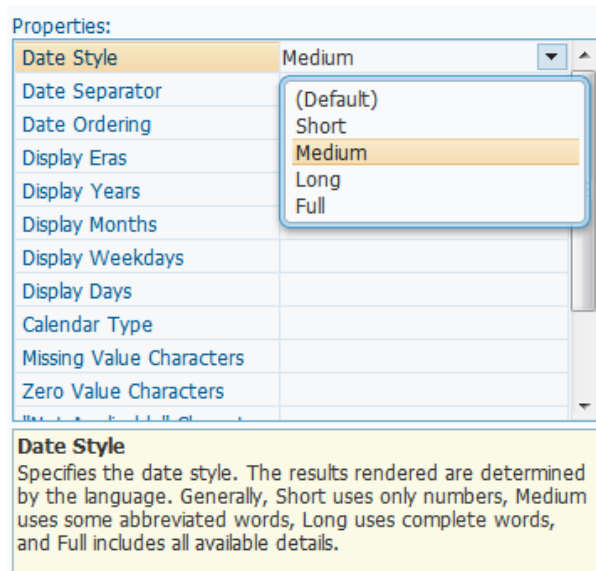 Properties:
Date Style Medium
Date Separator
(Default)
Date Ordering
Short
Medium
Display Eras
Long
Display Years
Full
Display Months
Display Weekdays
Display Days
Calendar Type
Missing Value Characters
Zero Value Characters
Date Style
Specifies the date style. The results rendered are determined
by the language. Generally, Short uses only numbers, Medium
uses some abbreviated words, Long uses complete words,
and Full includes all available details.